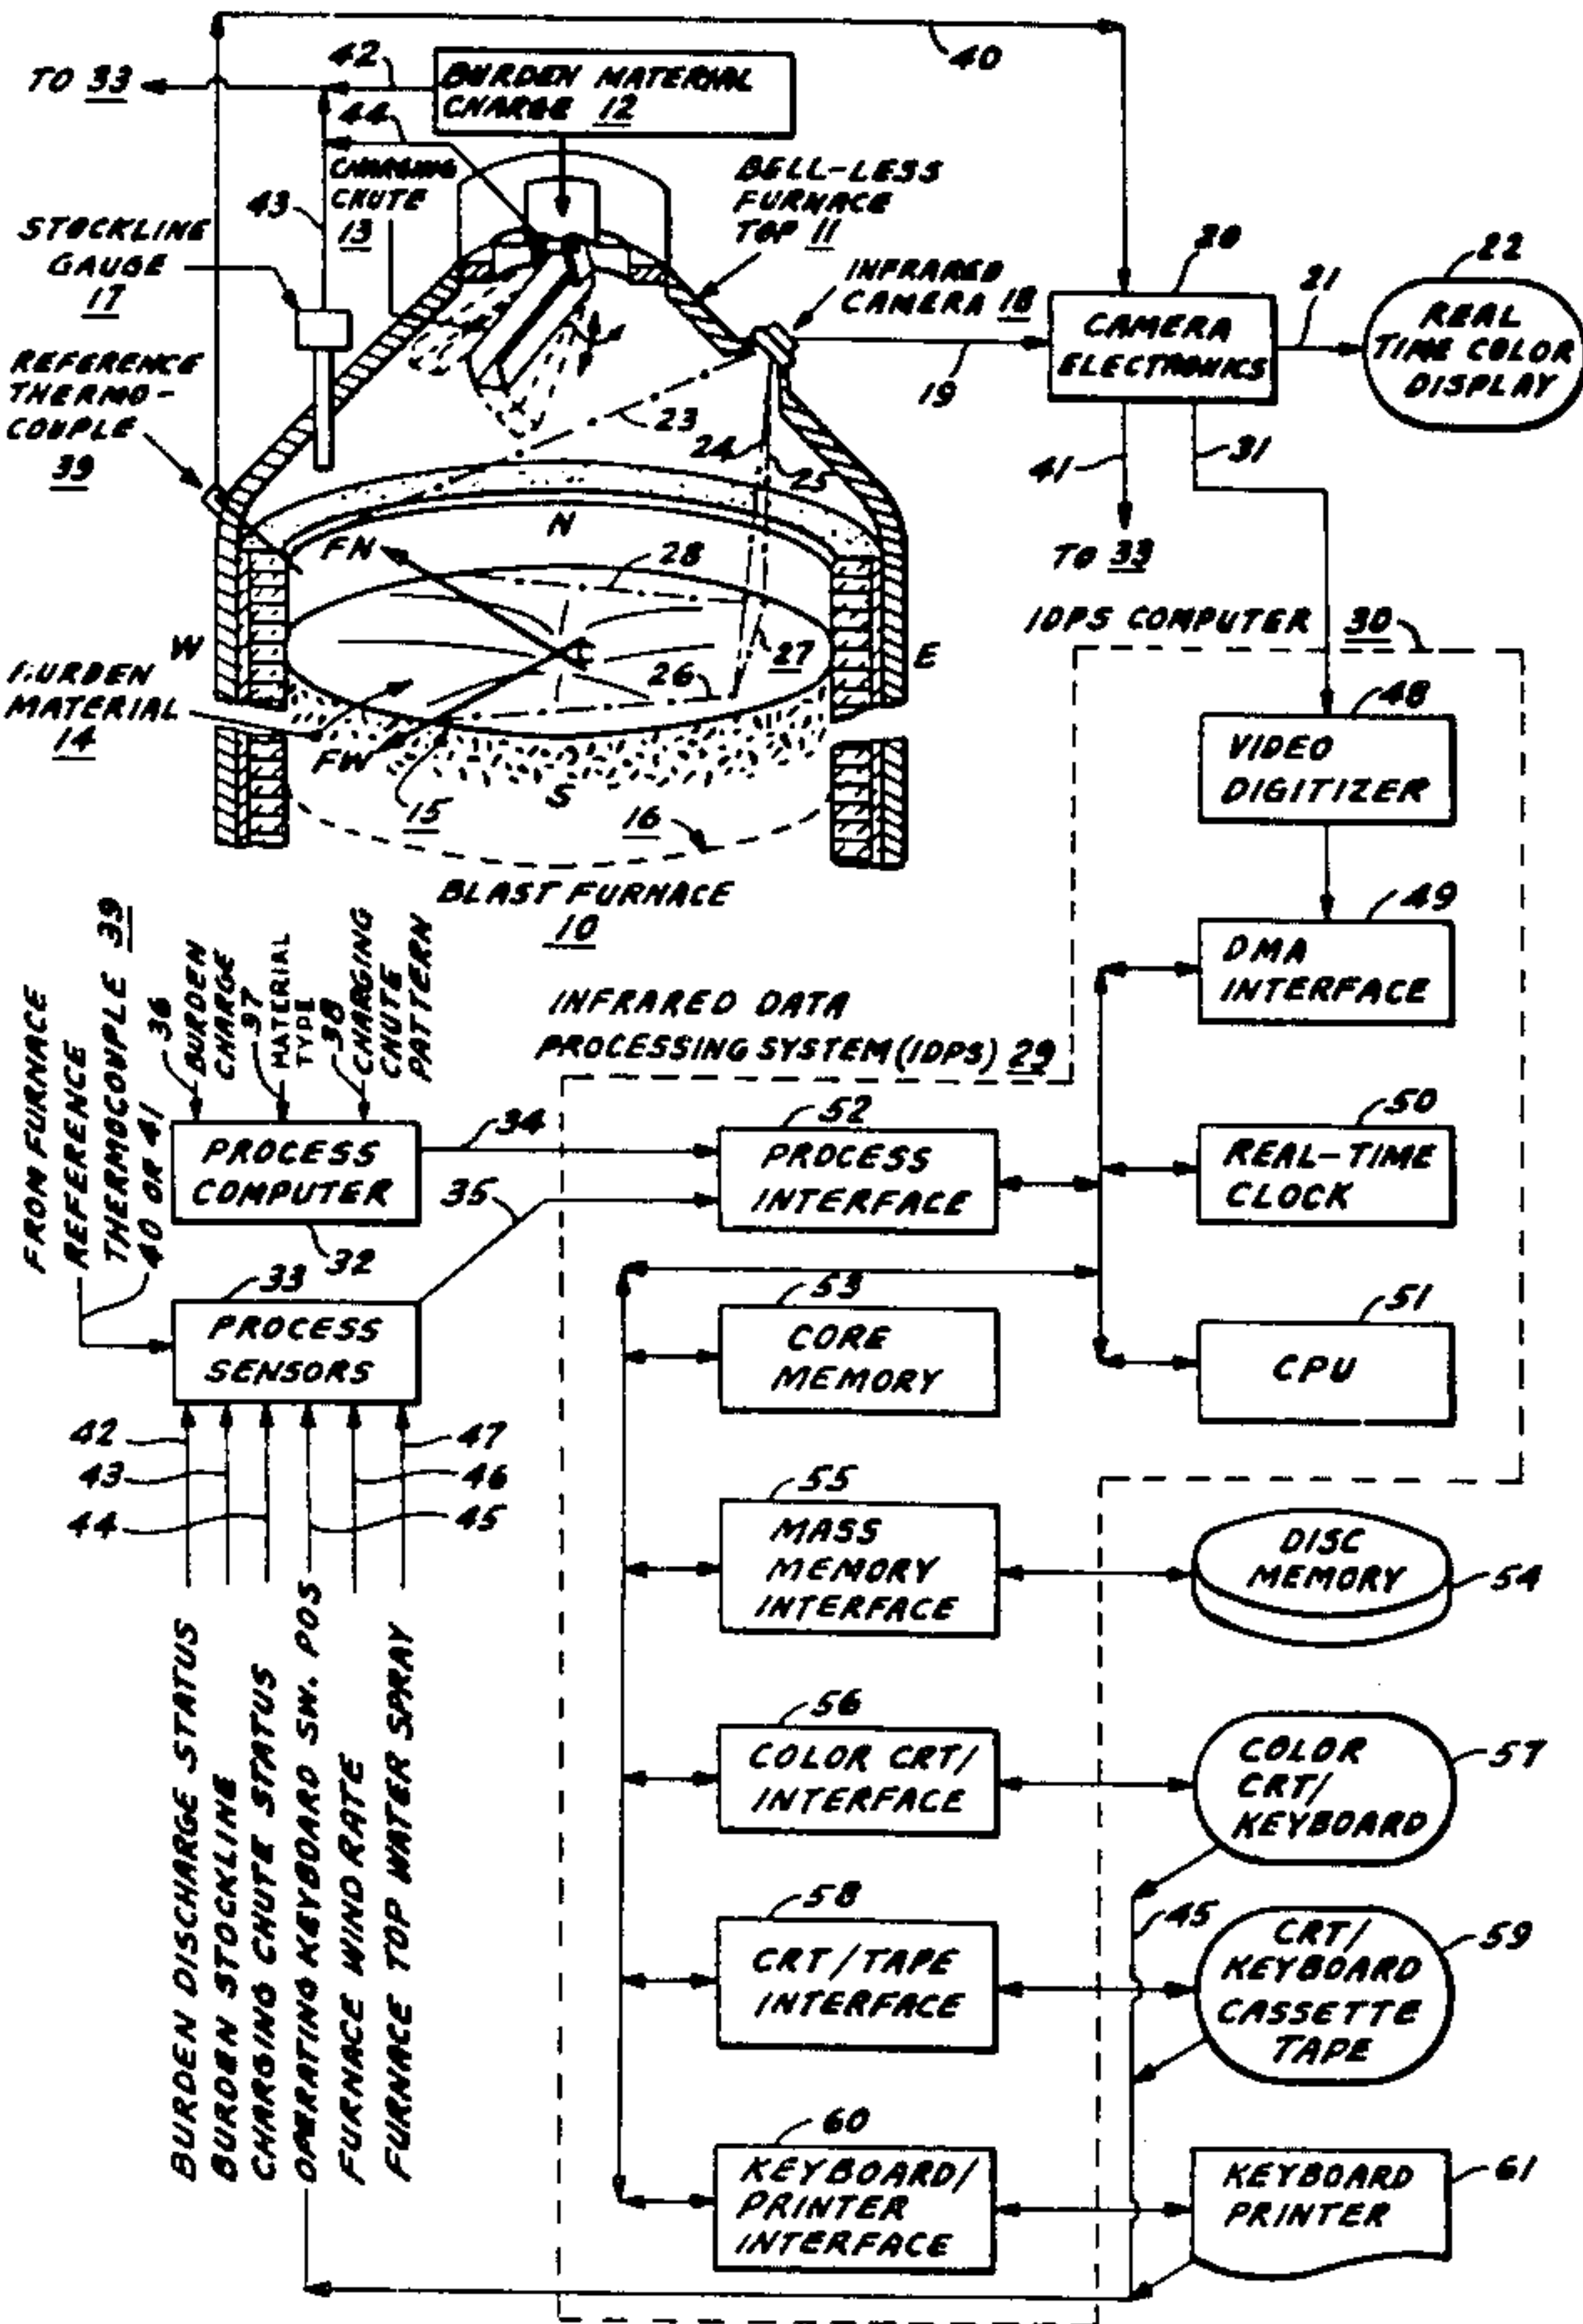 40
42
TO 33
BURDEN MATERIAL
CHARGE 12
44
CHARGING
CHUTE
13
43
STOCKLINE
GAUGE
17
BELL-LESS
FURNACE
TOP 11
INFRARED
CAMERA 18
20
21
22
CAMERA
ELECTRONICS
REAL
TIME COLOR
DISPLAY
19
REFERENCE
THERMO-
COUPLE
39
23
24
25
41
31
TO 33
N
FN
28
W
C
E
27
26
BURDEN
MATERIAL
14
FW
15
S
16
BLAST FURNACE
10
IDPS COMPUTER 30
48
VIDEO
DIGITIZER
49
DMA
INTERFACE
INFRARED DATA
PROCESSING SYSTEM (IDPS) 29
FROM FURNACE
REFERENCE
THERMOCOUPLE 39
40 OR 41
36
BURDEN
CHARGE
37
MATERIAL
TYPE
38
CHARGING
CHUTE
PATTERN
PROCESS
COMPUTER
32
34
35
52
PROCESS
INTERFACE
50
REAL-TIME
CLOCK
33
PROCESS
SENSORS
53
CORE
MEMORY
51
CPU
42
43
44
47
46
45
55
MASS
MEMORY
INTERFACE
DISC
MEMORY
54
BURDEN DISCHARGE STATUS
BURDEN STOCKLINE
CHARGING CHUTE STATUS
OPERATING KEYBOARD SW. POS
FURNACE WIND RATE
FURNACE TOP WATER SPRAY
56
COLOR CRT/
INTERFACE
COLOR
CRT/
KEYBOARD
57
58
CRT/TAPE
INTERFACE
45
CRT/
KEYBOARD
CASSETTE
TAPE
59
60
KEYBOARD/
PRINTER
INTERFACE
KEYBOARD
PRINTER
61